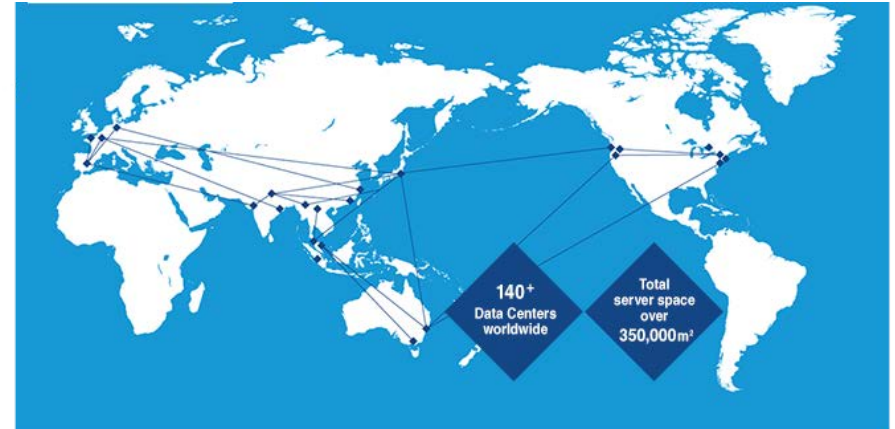 140+
Data Centers
worldwide
Total
server space
over
350,000m²